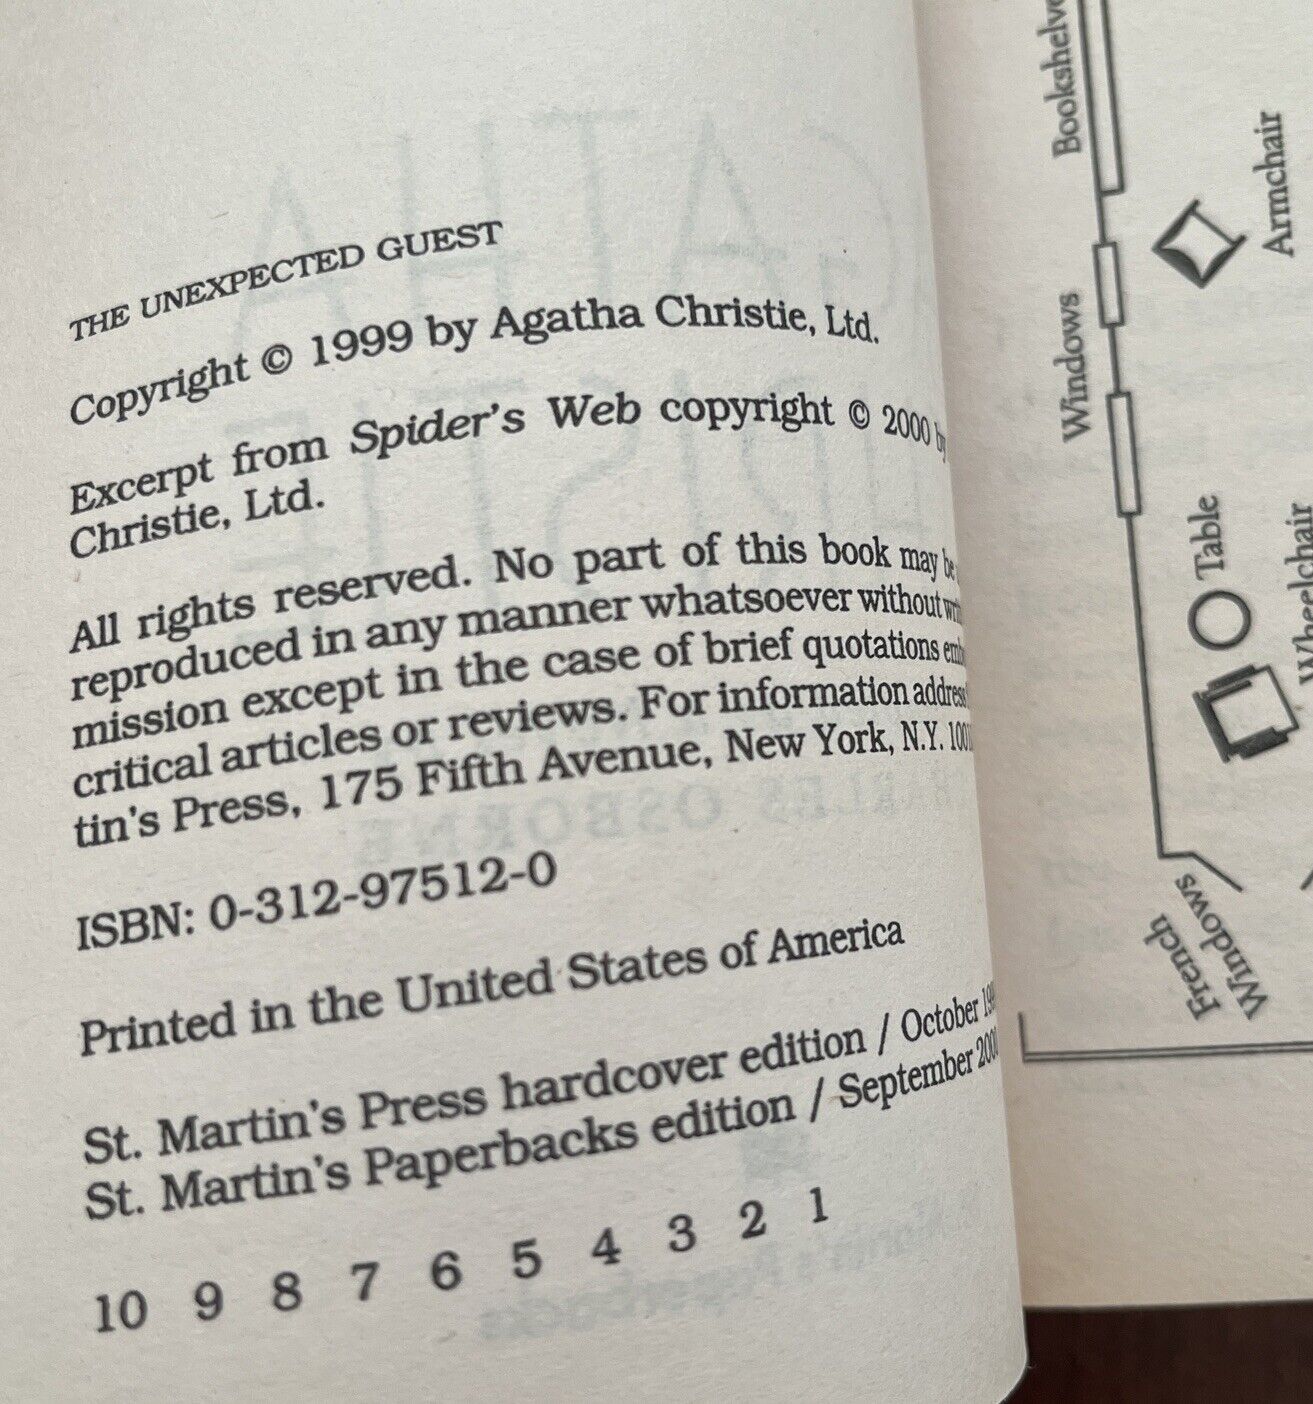 THE UNEXPECTED GUEST
Copyright © 1999 by Agatha Christie, Ltd.
Excerpt from Spider's Web copyright © 2000 by
Christie, Ltd.
All rights reserved. No part of this book may be
reproduced in any manner whatsoever without
mission except in the case of brief quotations
critical articles or reviews. For information address
tin's Press, 175 Fifth Avenue, New York, N.Y.
ISBN: 0-312-97512-0
Printed in the United States of America
St. Martin's Press hardcover edition / October
St. Martin's Paperbacks edition / September
10 9 8 7 6 5 4 3 2 1
Armchair
Windows
Table
Wheelchair
French
Windows